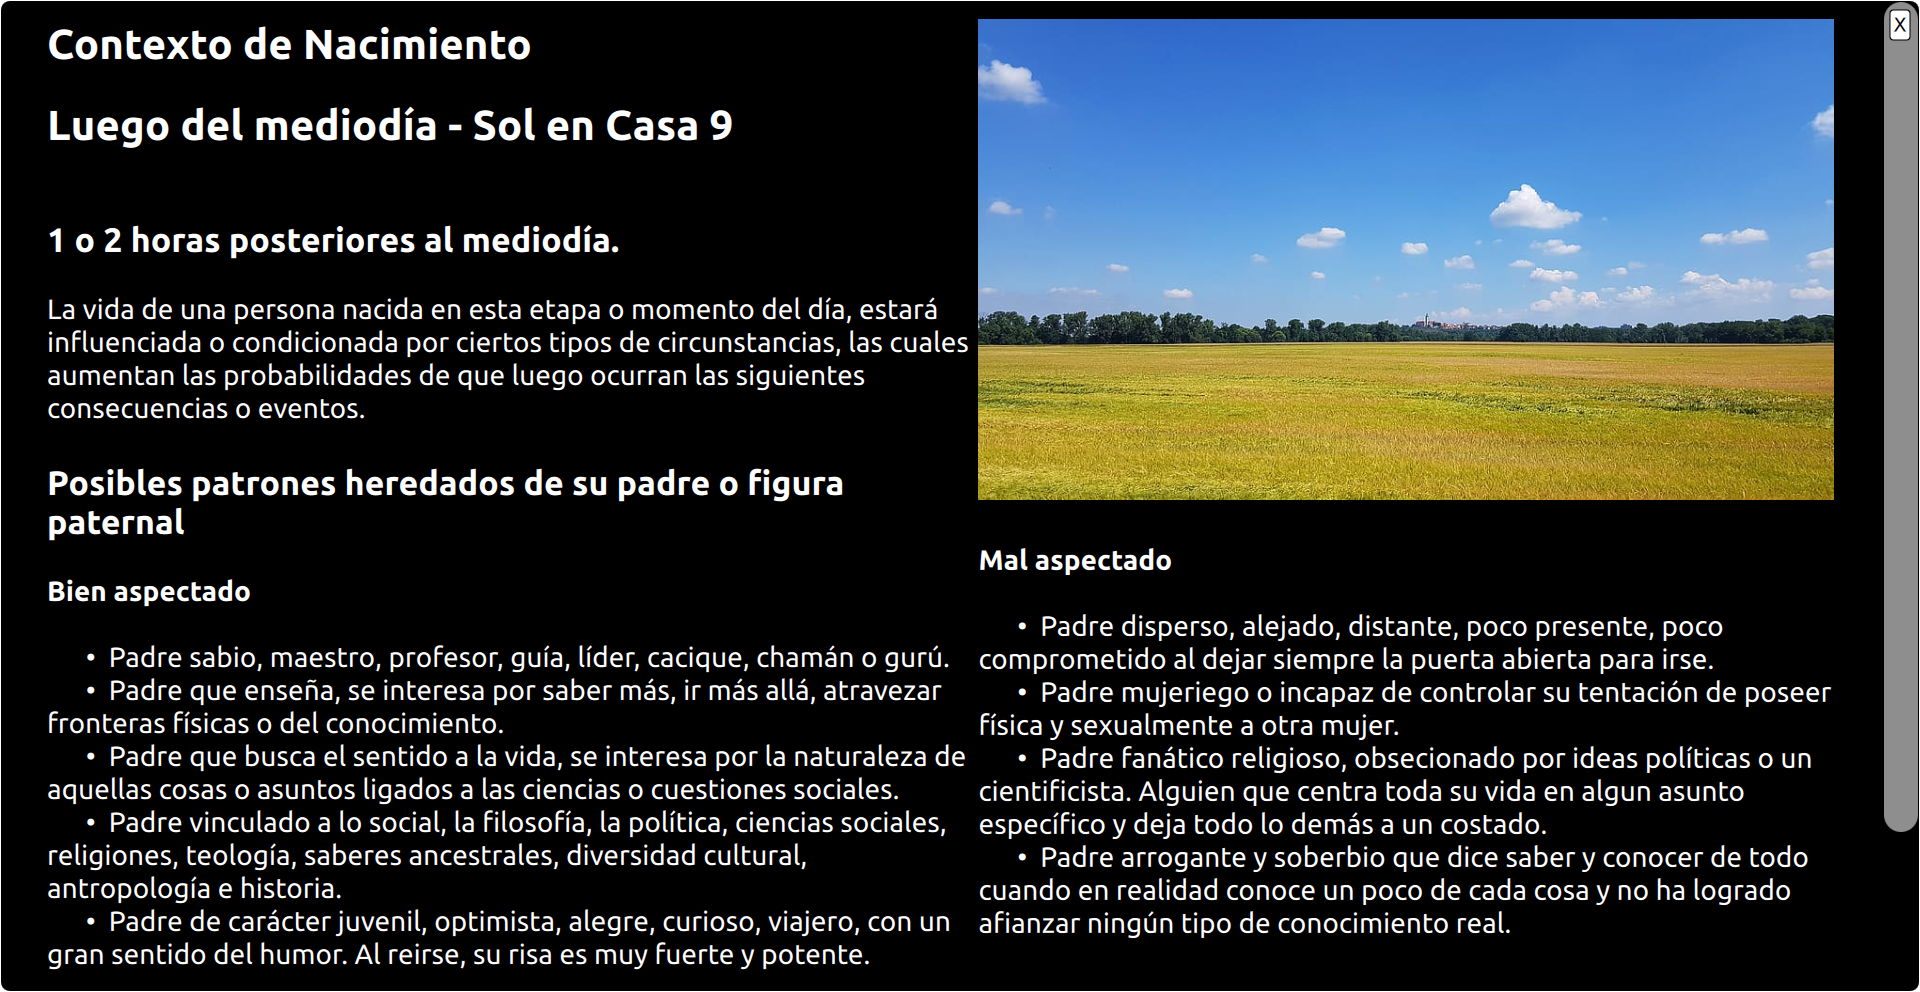 Contexto de Nacimiento
Luego del mediodía - Sol en Casa 9
1 o 2 horas posteriores al mediodía.
La vida de una persona nacida en esta etapa o momento del día, estará
influenciada o condicionada por ciertos tipos de circunstancias, las cuales
aumentan las probabilidades de que luego ocurran las siguientes
consecuencias o eventos.
Posibles patrones heredados de su padre o figura
paternal
Bien aspectado
• Padre sabio, maestro, profesor, guía, líder, cacique, chamán o gurú.
• Padre que enseña, se interesa por saber más, ir más allá, atravezar
fronteras físicas o del conocimiento.
• Padre que busca el sentido a la vida, se interesa por la naturaleza de
aquellas cosas o asuntos ligados a las ciencias o cuestiones sociales.
• Padre vinculado a lo social, la filosofía, la política, ciencias sociales,
religiones, teología, saberes ancestrales, diversidad cultural,
antropología e historia.
• Padre de carácter juvenil, optimista, alegre, curioso, viajero, con un
gran sentido del humor. Al reirse, su risa es muy fuerte y potente.
X
Mal aspectado
• Padre disperso, alejado, distante, poco presente, poco
comprometido al dejar siempre la puerta abierta para irse.
• Padre mujeriego o incapaz de controlar su tentación de poseer
física y sexualmente a otra mujer.
• Padre fanático religioso, obsecionado por ideas políticas o un
cientificista. Alguien que centra toda su vida en algun asunto
específico y deja todo lo demás a un costado.
• Padre arrogante y soberbio que dice saber y conocer de todo
cuando en realidad conoce un poco de cada cosa y no ha logrado
afianzar ningún tipo de conocimiento real.